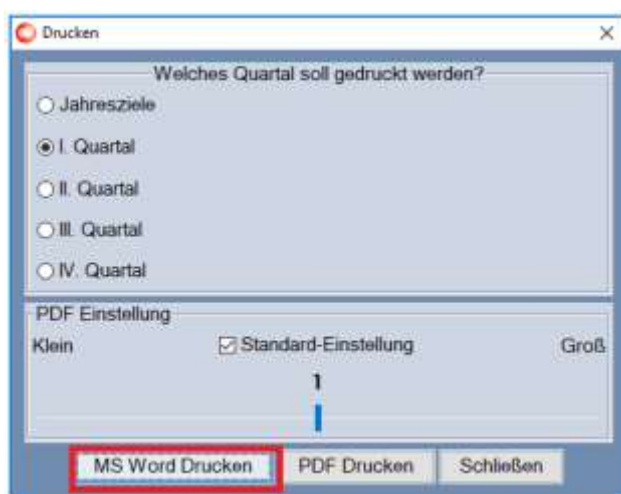 Drucken
Welches Quartal soll gedruckt werden?
Jahresziele
I. Quartal
II. Quartal
III. Quartal
IV. Quartal
PDF Einstellung
Klein Standard-Einstellung Groß
1
MS Word Drucken PDF Drucken Schließen